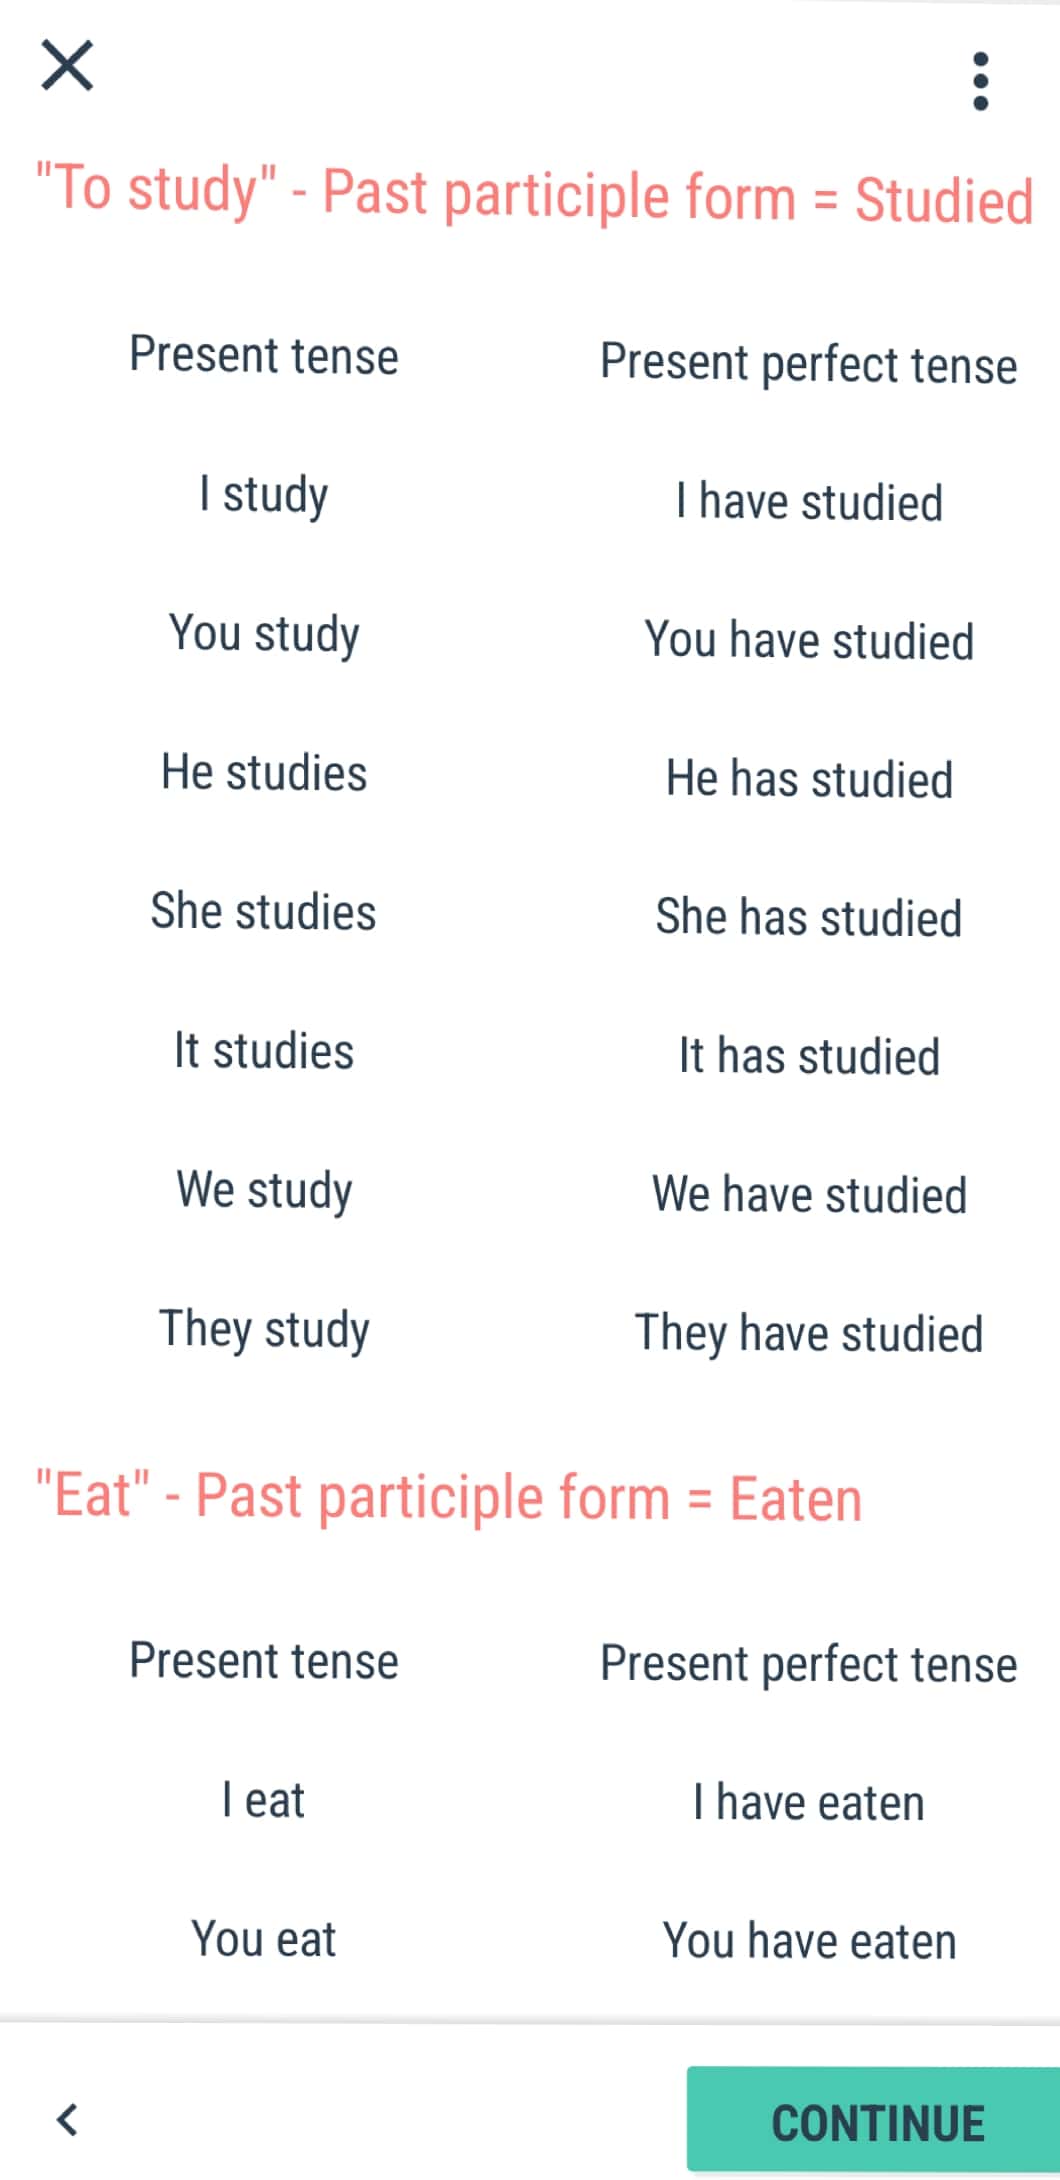 "To study" - Past participle form = Studied
Present tense Present perfect tense
I study I have studied
You study You have studied
He studies He has studied
She studies She has studied
It studies It has studied
We study We have studied
They study They have studied
"Eat" - Past participle form = Eaten
Present tense Present perfect tense
I eat I have eaten
You eat You have eaten
CONTINUE